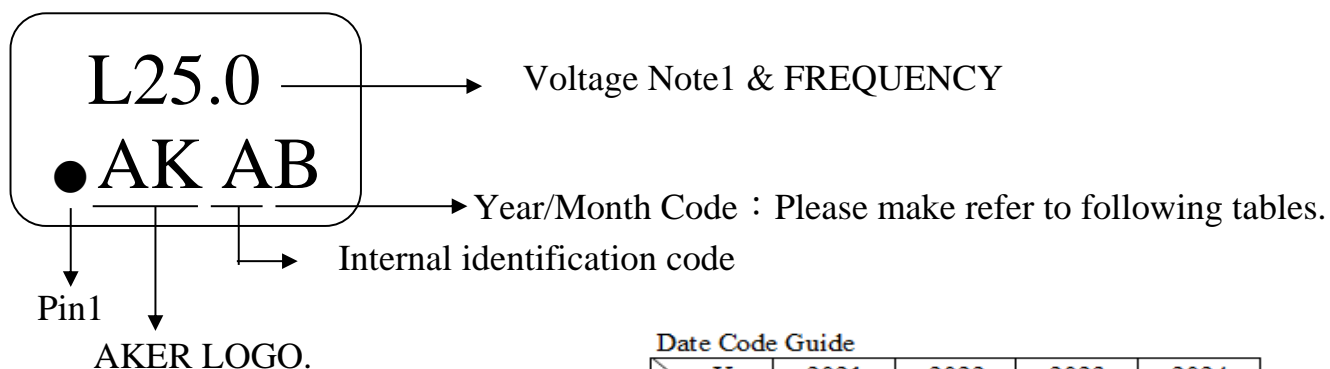 L25.0
Voltage Note1 & FREQUENCY
●AK AB
Year/Month Code：Please make refer to following tables.
Internal identification code
Pin1
AKER LOGO.
Date Code Guide